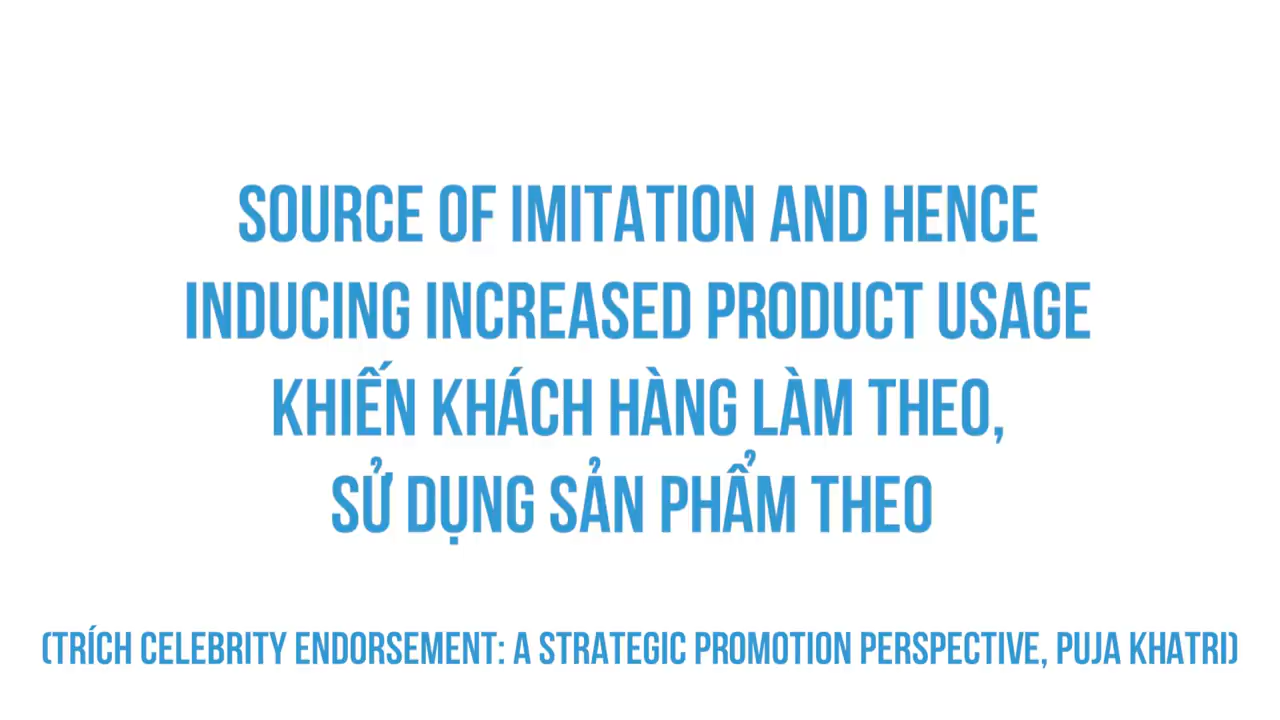 SOURCE OF IMITATION AND HENCE
INDUCING INCREASED PRODUCT USAGE
KHIẾN KHÁCH HÀNG LÀM THEO,
SỬ DỤNG SẢN PHẨM THEO
(TRÍCH CELEBRITY ENDORSEMENT: A STRATEGIC PROMOTION PERSPECTIVE, PUJA KHATRI)